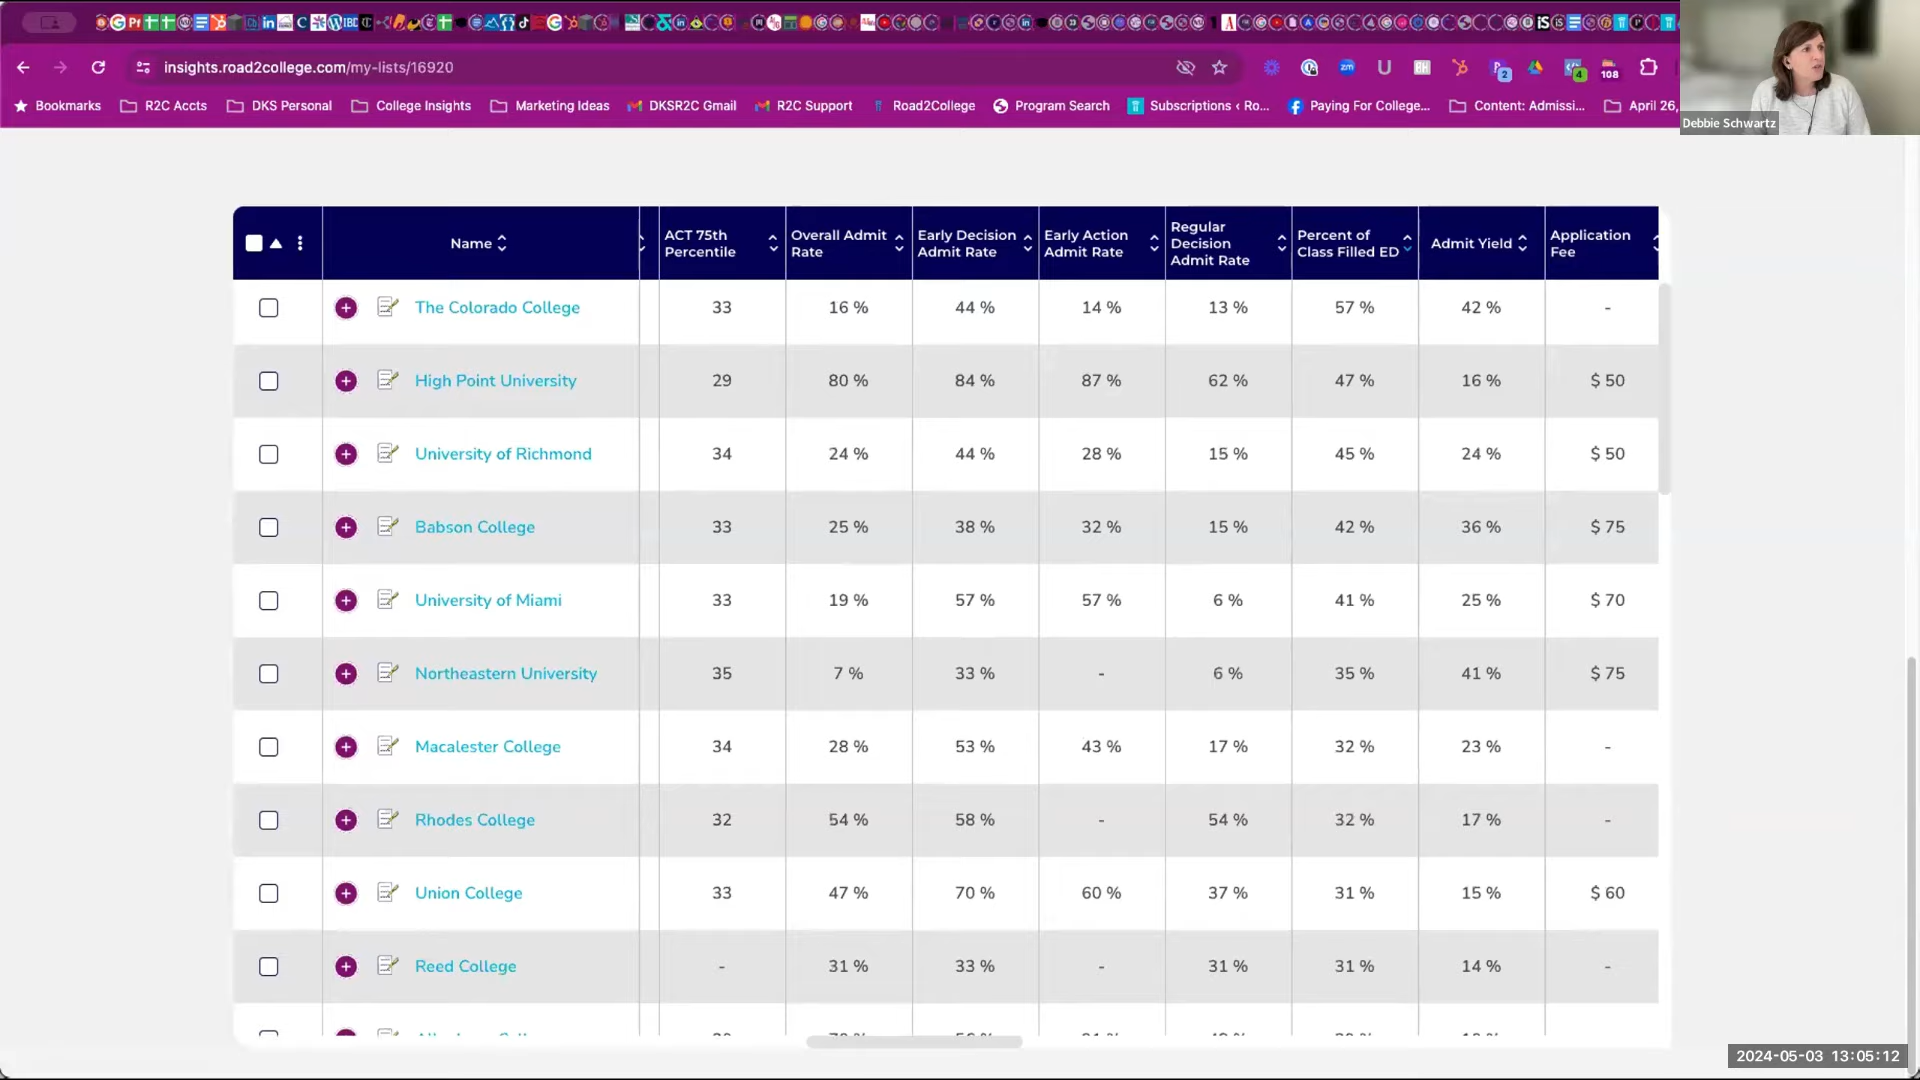 insights.road2college.com/my-lists/16920
2
4
108
Bookmarks R2C Accts DKS Personal College Insights Marketing Ideas DKSR2C Gmail R2C Support Road2College Program Search Subscriptions ‹ Ro... Paying For College... Content: Admissi... April 26,
Debbie Schwartz
Name
ACT 75th Percentile
Overall Admit Rate
Early Decision Admit Rate
Early Action Admit Rate
Regular Decision Admit Rate
Percent of Class Filled ED
Admit Yield
Application Fee
The Colorado College 33 16 % 44 % 14 % 13 % 57 % 42 % -
High Point University 29 80 % 84 % 87 % 62 % 47 % 16 % $ 50
University of Richmond 34 24 % 44 % 28 % 15 % 45 % 24 % $ 50
Babson College 33 25 % 38 % 32 % 15 % 42 % 36 % $ 75
University of Miami 33 19 % 57 % 57 % 6 % 41 % 25 % $ 70
Northeastern University 35 7 % 33 % - 6 % 35 % 41 % $ 75
Macalester College 34 28 % 53 % 43 % 17 % 32 % 23 % -
Rhodes College 32 54 % 58 % - 54 % 32 % 17 % -
Union College 33 47 % 70 % 60 % 37 % 31 % 15 % $ 60
Reed College - 31 % 33 % - 31 % 31 % 14 % -
2024-05-03 13:05:12